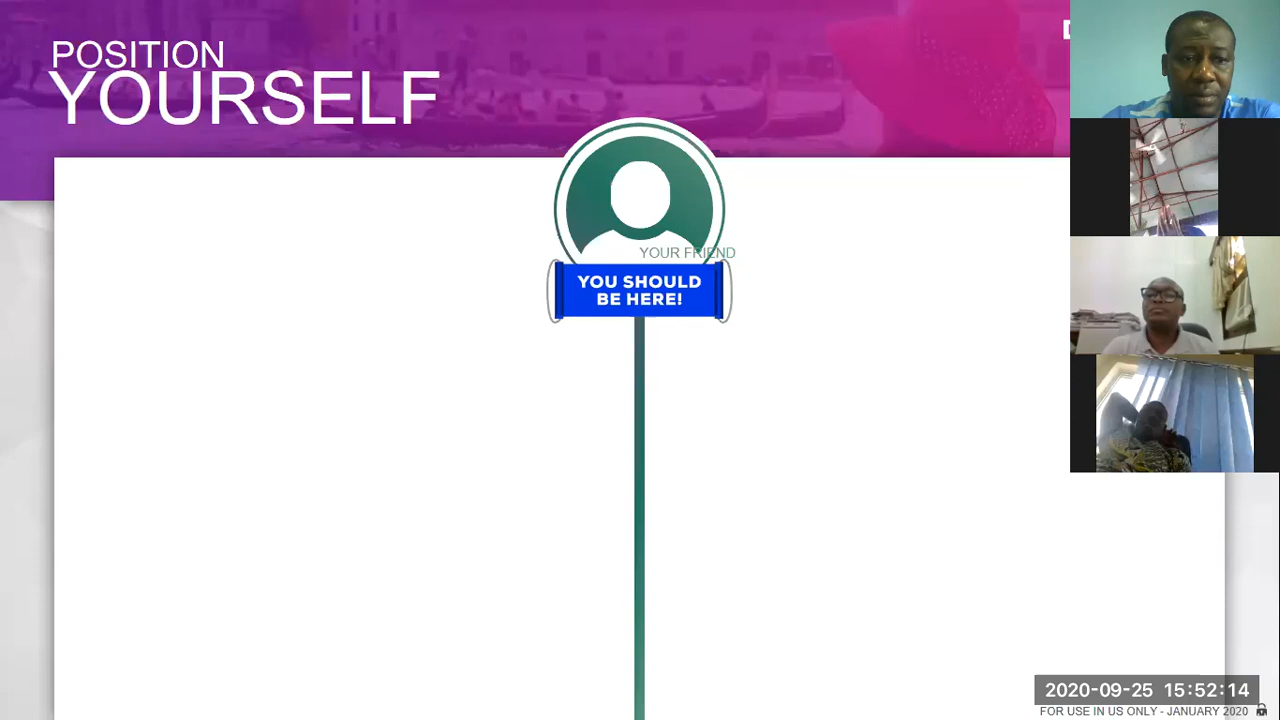 POSITION
YOURSELF
D
YOUR FRIEND
YOU SHOULD
BE HERE!
2020-09-25 15:52:14
FOR USE IN US ONLY - JANUARY 2020